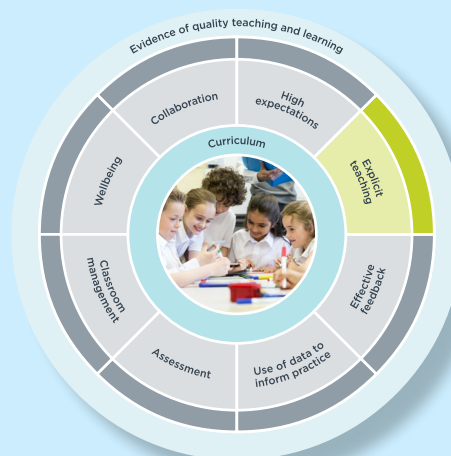 Evidence of quality teaching and learning
High
expectations
Explicit
teaching
Effective
feedback
Use of data to
inform practice
Assessment
Classroom
management
Wellbeing
Collaboration
Curriculum